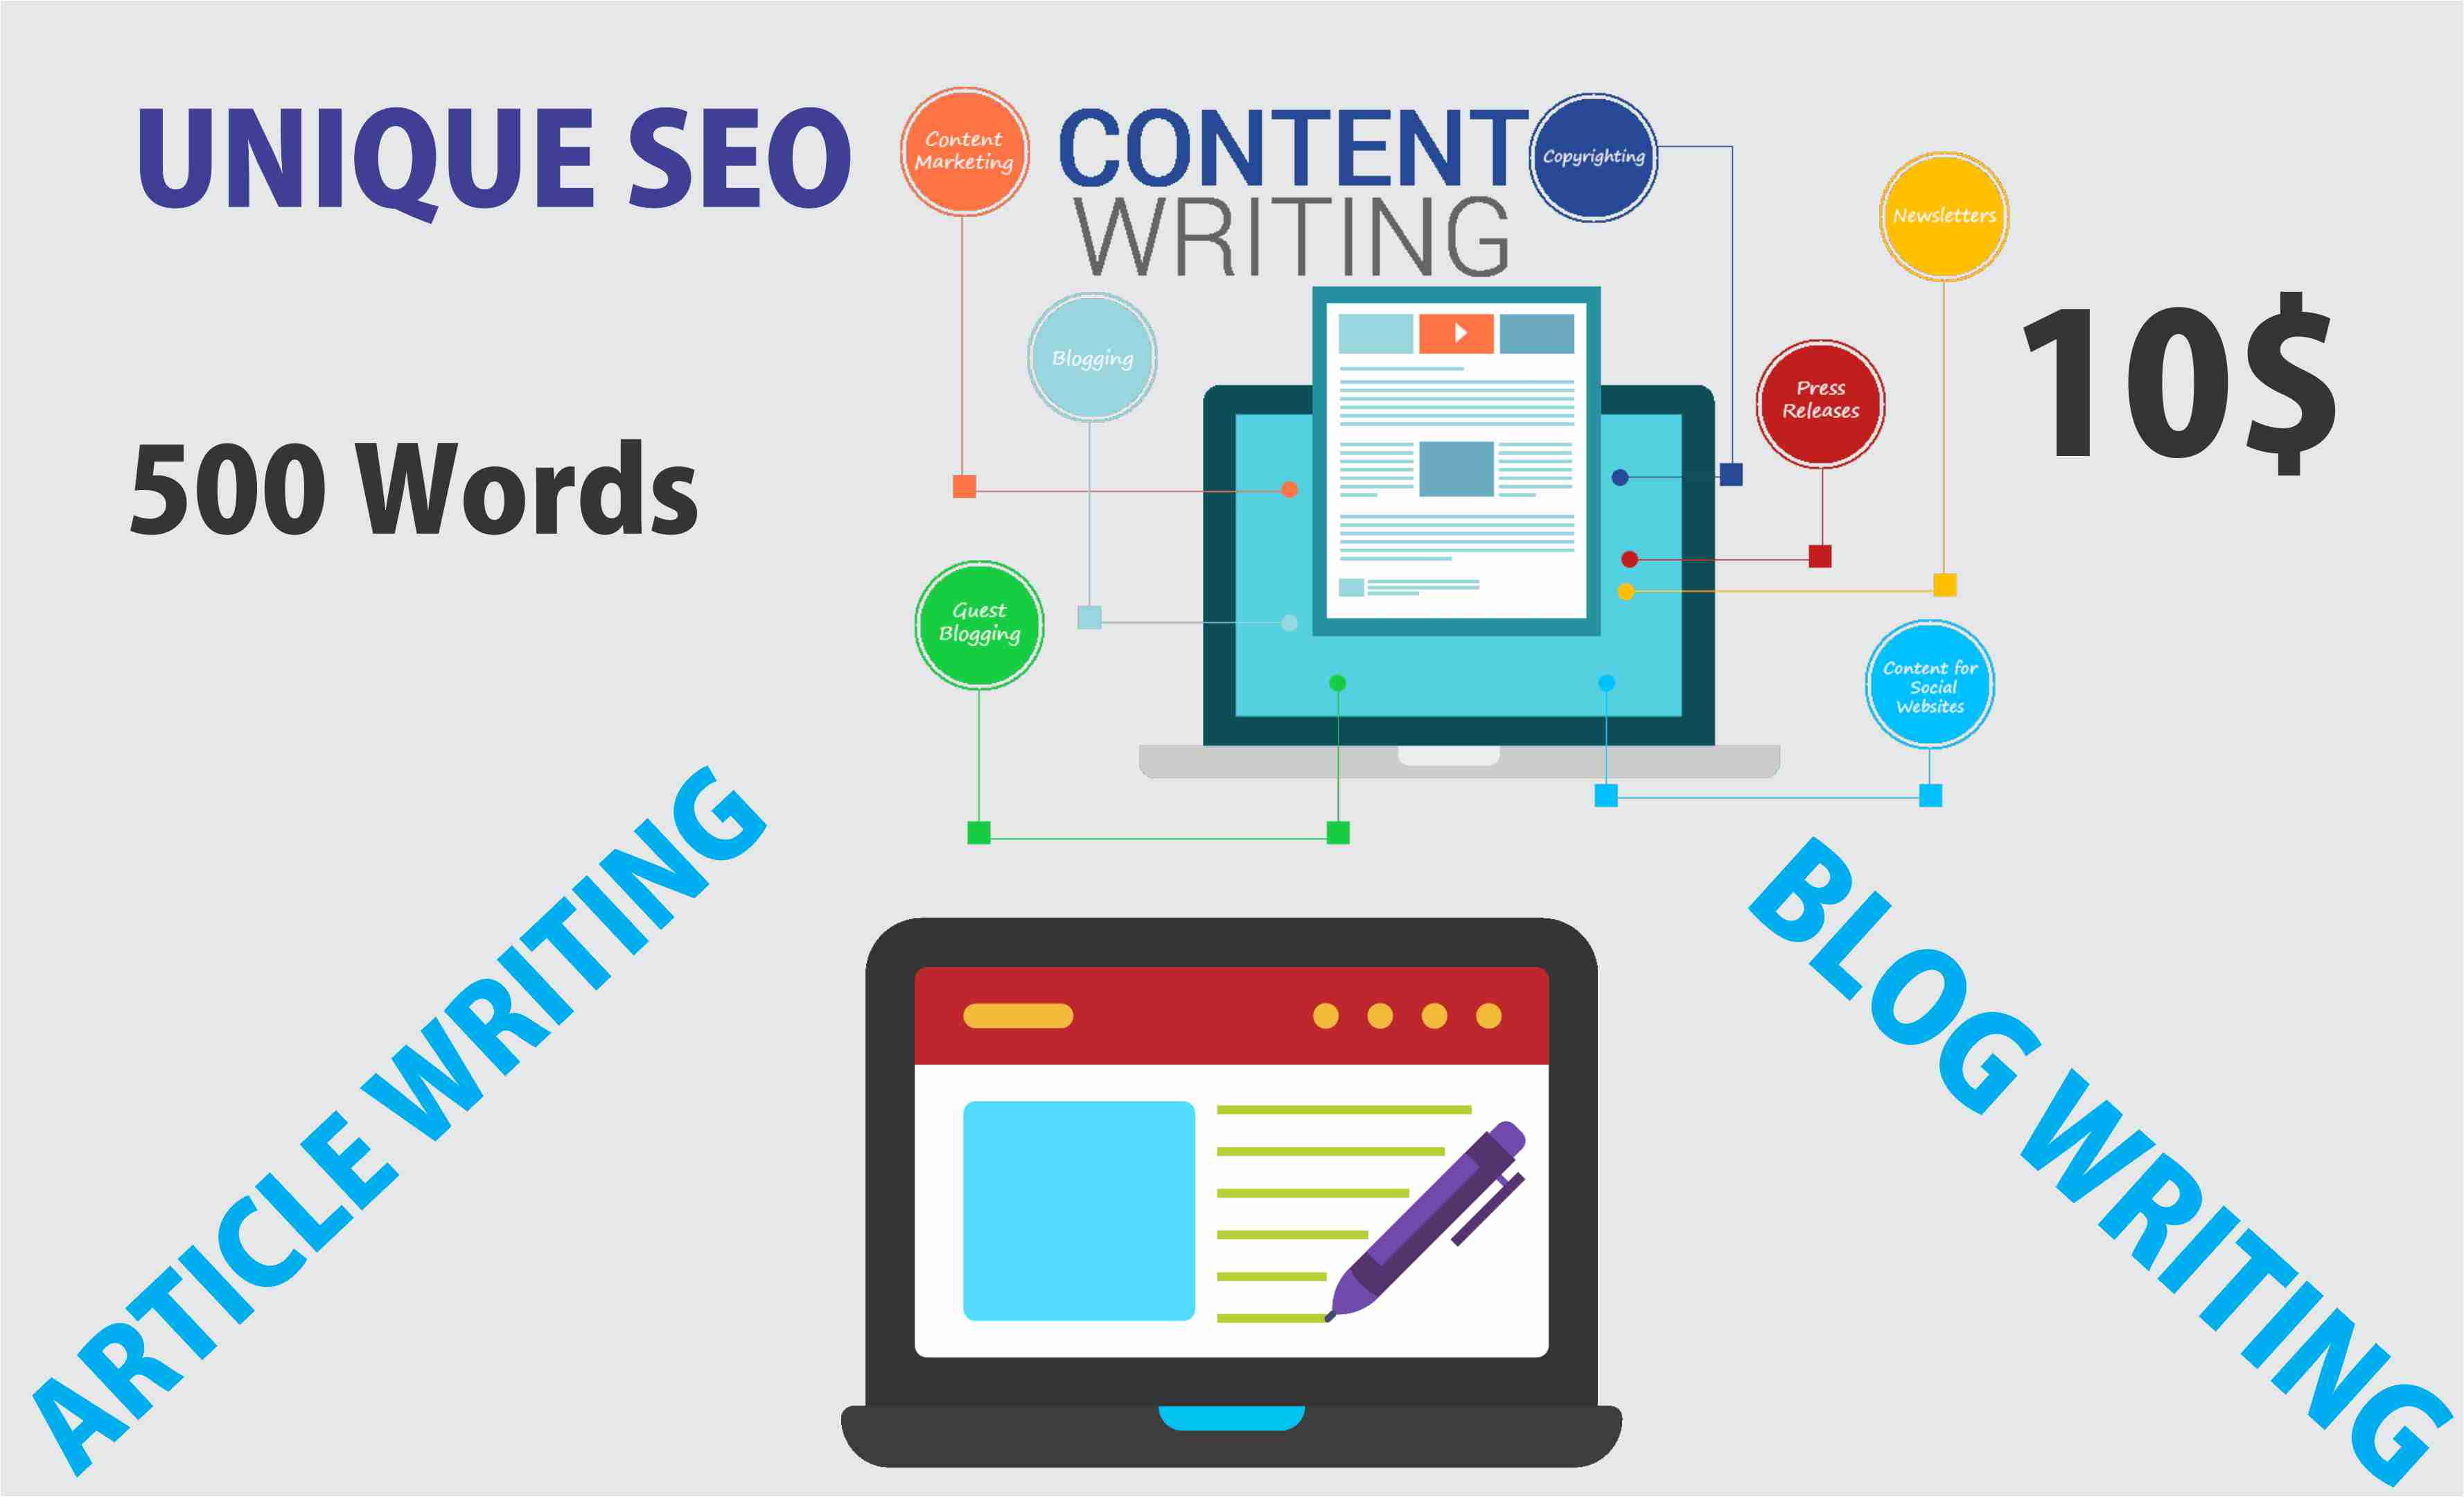 UNIQUE SEO
Content
Marketing
CONTENT
WRITING
Copyrighting
Newsletters
Blogging
500 Words
10$
Press
Releases
Guest
Blogging
Content for
Social
Websites
ARTICLE WRITING
BLOG WRITING